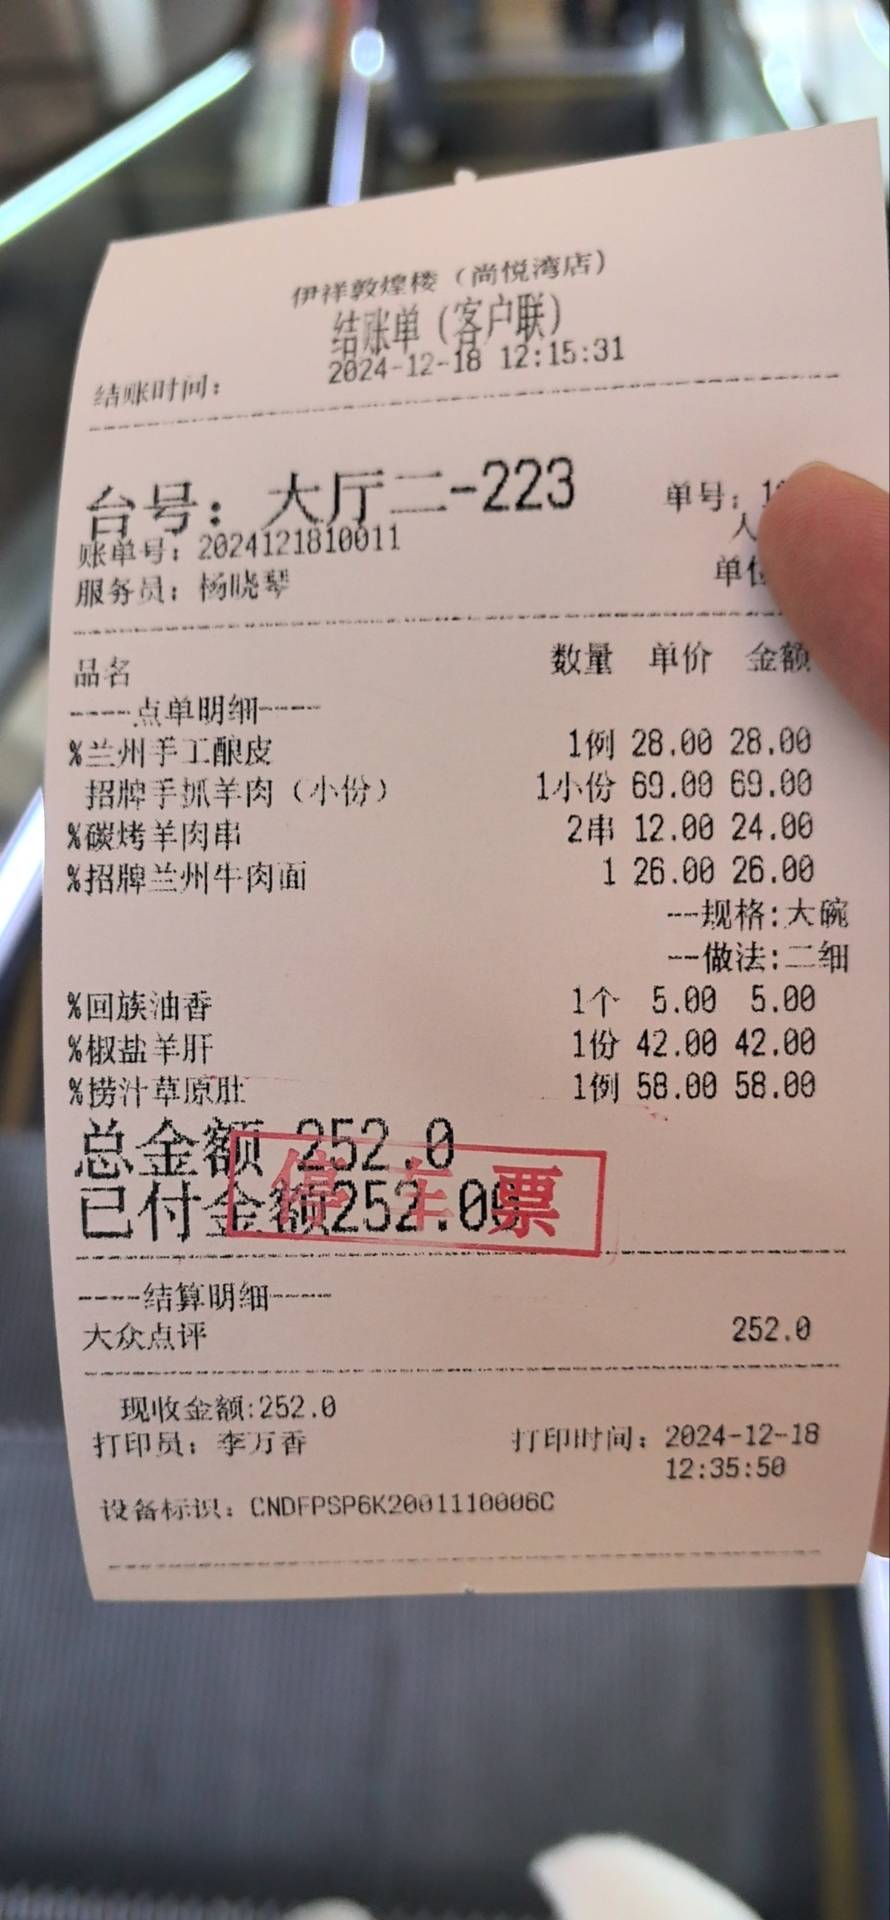 伊祥敦煌楼（尚悦湾店）
结账单（客户联）
结账时间： 2024-12-18 12:15:31
台号：大厅二-223 单号：
账单号：2024121810011 人
服务员：杨晓琴 单
品名 数量 单价 金额
----点单明细----
%兰州手工酿皮 1例 28.00 28.00
招牌手抓羊肉（小份） 1小份 69.00 69.00
%碳烤羊肉串 2串 12.00 24.00
%招牌兰州牛肉面 1 26.00 26.00
--规格:大碗
--做法:二细
%回族油香 1个 5.00 5.00
%椒盐羊肝 1份 42.00 42.00
%捞汁草原肚 1例 58.00 58.00
总金额 252.0
已付金额252.00
停车票
----结算明细----
大众点评 252.0
现收金额:252.0
打印员：李万香 打印时间：2024-12-18
12:35:50
设备标识：CNDFPSP6K2001110006C